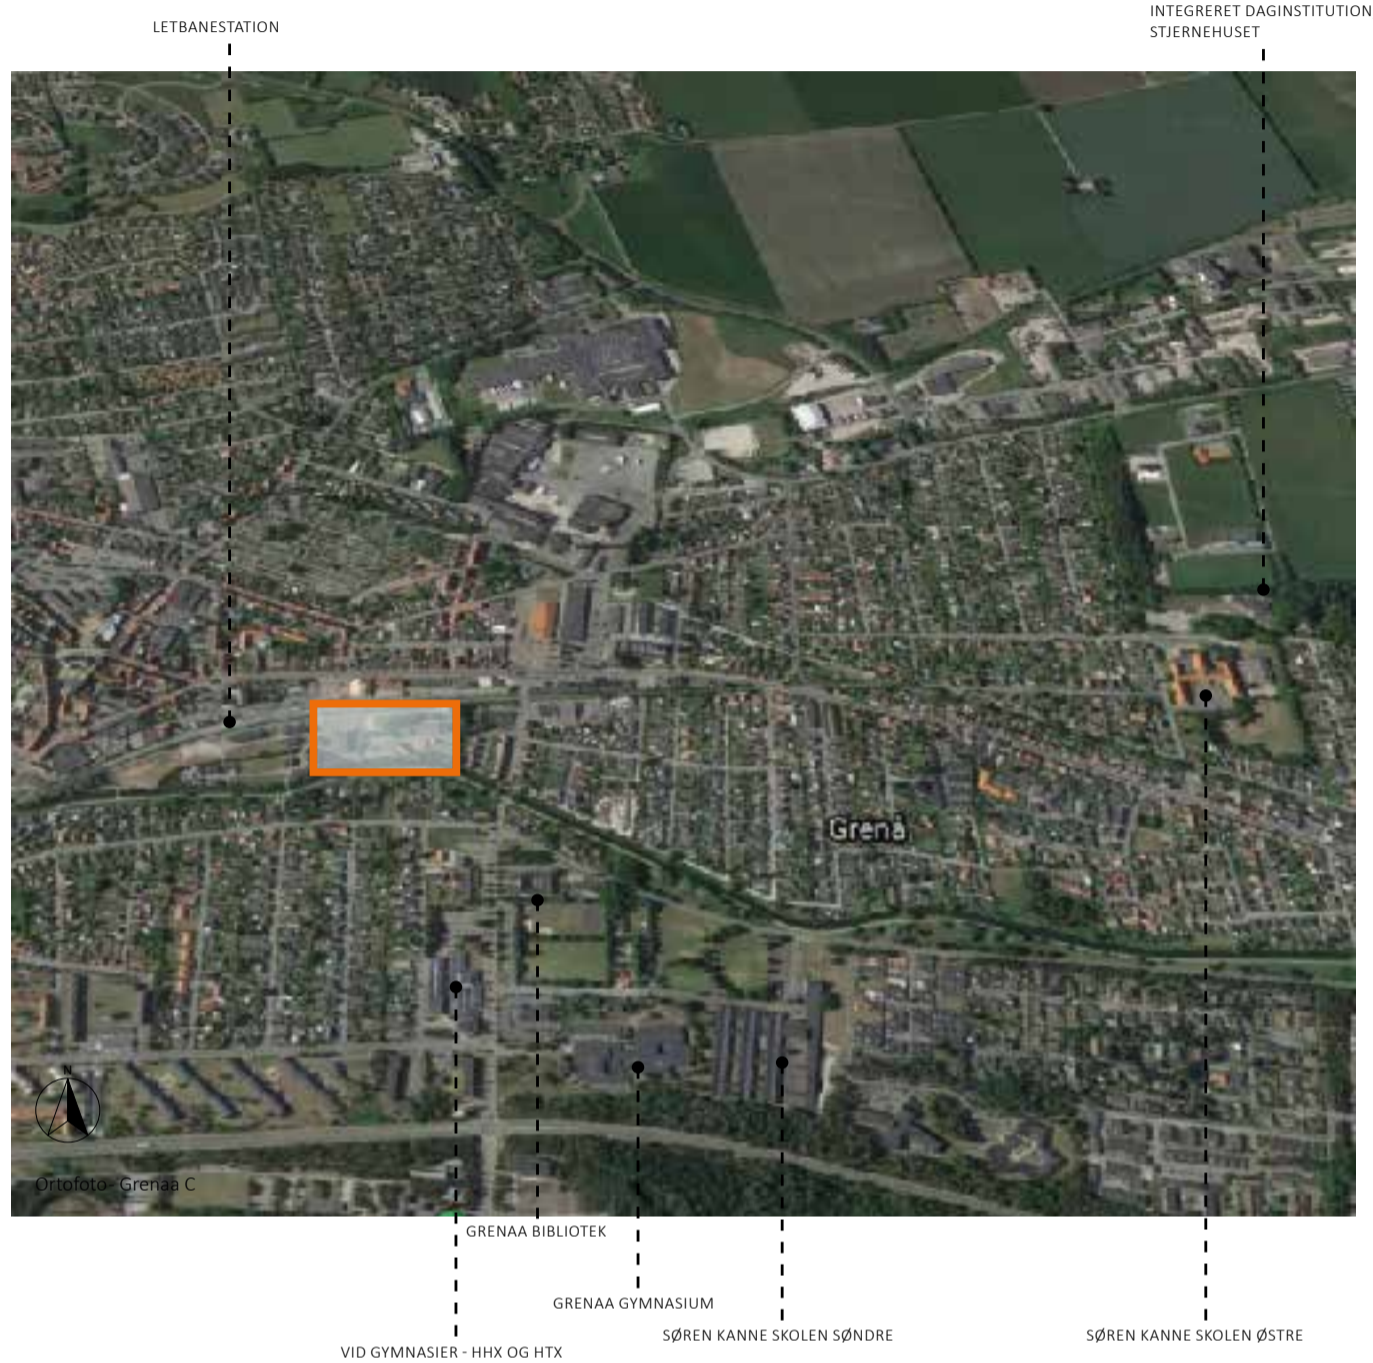 LETBANESTATION
INTEGRERET DAGINSTITUTION
STJERNEHUSET
Grenå
N
Ortofoto- Grenaa C
GRENAA BIBLIOTEK
GRENAA GYMNASIUM
SØREN KANNE SKOLEN SØNDRE
SØREN KANNE SKOLEN ØSTRE
VID GYMNASIER - HHX OG HTX